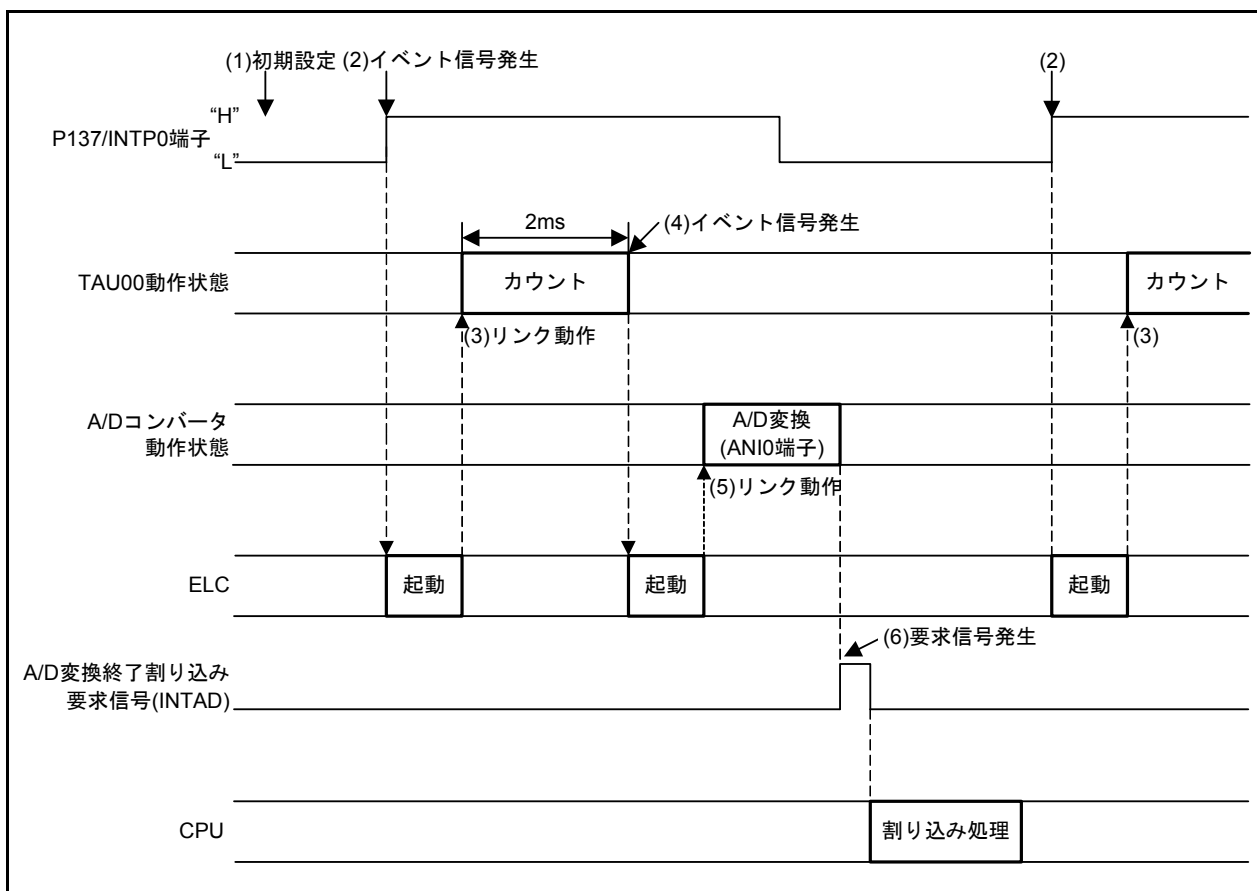 (1)初期設定 (2)イベント信号発生 (2)
“H”
P137/INTP0端子
“L”
2ms (4)イベント信号発生
TAU00動作状態 カウント カウント
(3)リンク動作 (3)
A/Dコンバータ
動作状態
A/D変換
(ANI0端子)
(5)リンク動作
ELC 起動 起動 起動
(6)要求信号発生
A/D変換終了割り込み
要求信号(INTAD)
CPU 割り込み処理